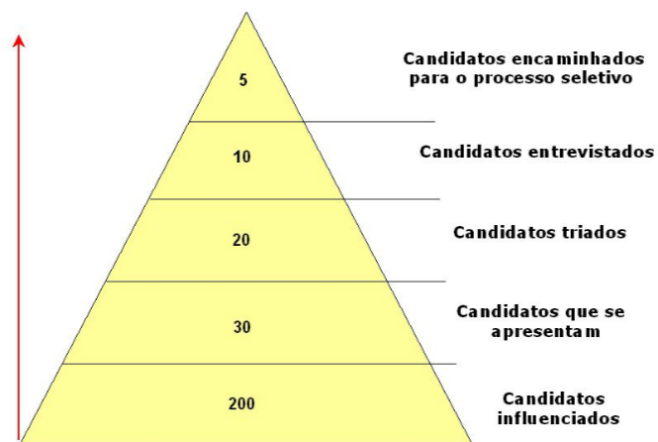 5
Candidatos encaminhados
para o processo seletivo
10
Candidatos entrevistados
20
Candidatos triados
30
Candidatos que se
apresentam
200
Candidatos
influenciados